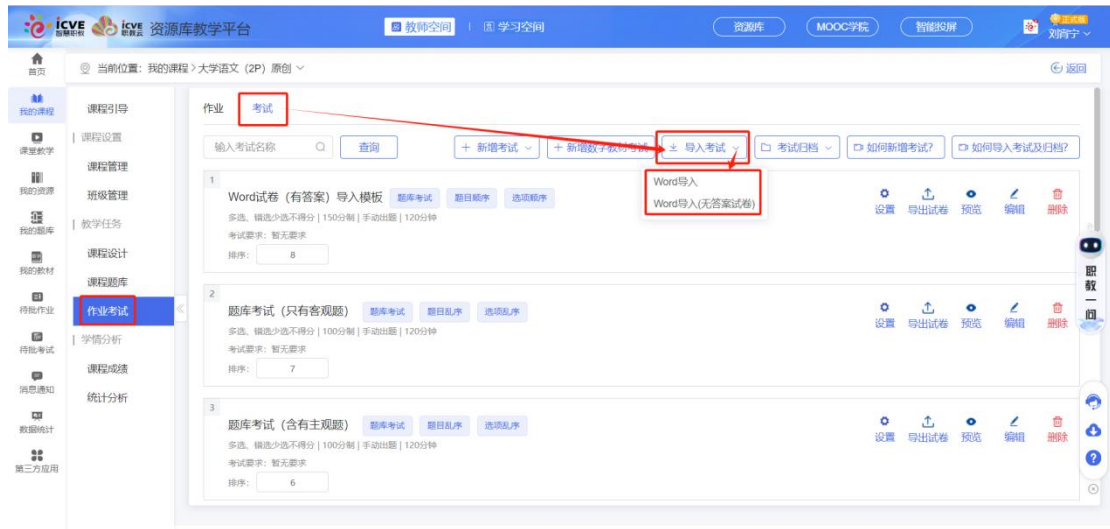 icve 智慧职教 icve 职教云 资源库教学平台 教师空间 学习空间 资源库 MOOC学院 智能投屏 正式版
首页 当前位置: 我的课程 > 大学语文 (2P) 原创 返回
我的课程
课堂教学
我的资源
我的题库
我的教材
待批作业
待批考试
消息通知
数据统计
第三方应用
课程引导
课程设置
课程管理
班级管理
教学任务
课程设计
课程题库
作业考试
学情分析
课程成绩
统计分析
作业 考试
输入考试名称 查询 + 新增考试 + 新增数字教材考试 导入考试 考试归档 如何新增考试? 如何导入考试及归档?
Word导入
Word导入(无答案试卷)
1
Word试卷 (有答案) 导入模板 题库考试 题目顺序 选项顺序
多选、错选少选不得分 | 150分制 | 手动出题 | 120分钟
考试要求: 暂无要求
排序: 8
设置 导出试卷 预览 编辑 删除
2
题库考试 (只有客观题) 题库考试 题目乱序 选项乱序
多选、错选少选不得分 | 100分制 | 手动出题 | 120分钟
考试要求: 暂无要求
排序: 7
设置 导出试卷 预览 编辑 删除
3
题库考试 (含有主观题) 题库考试 题目乱序 选项乱序
多选、错选少选不得分 | 100分制 | 手动出题 | 120分钟
考试要求: 暂无要求
排序: 6
设置 导出试卷 预览 编辑 删除
职教一问